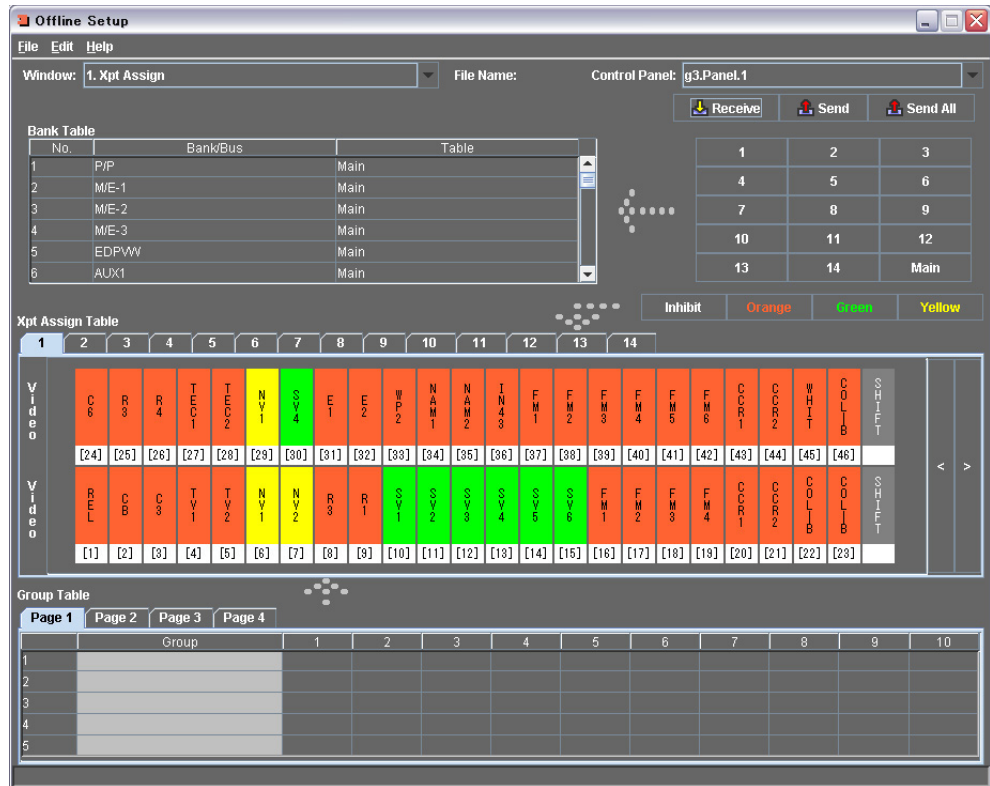 Offline Setup
File Edit Help
Window: 1. Xpt Assign File Name: Control Panel: g3.Panel.1
Receive Send Send All
Bank Table
No. Bank/Bus Table
1 P/P Main
2 M/E-1 Main
3 M/E-2 Main
4 M/E-3 Main
5 EDPVW Main
6 AUX1 Main
1 2 3
4 5 6
7 8 9
10 11 12
13 14 Main
Inhibit Orange Green Yellow
Xpt Assign Table
1 2 3 4 5 6 7 8 9 10 11 12 13 14
Video C6 R3 R4 TEC1 TEC2 NY1 SY4 E1 E2 WP2 NAM1 NAM2 IN43 FM1 FM2 FM3 FM4 FM5 FM6 CCR1 CCR2 WHIT COLIB SHIFT
[24] [25] [26] [27] [28] [29] [30] [31] [32] [33] [34] [35] [36] [37] [38] [39] [40] [41] [42] [43] [44] [45] [46]
< >
Video REL CB C3 TY1 TY2 NY1 NY2 R3 R1 SY1 SY2 SY3 SY4 SY5 SY6 FM1 FM2 FM3 FM4 CCR1 CCR2 COLIB COLIB SHIFT
[1] [2] [3] [4] [5] [6] [7] [8] [9] [10] [11] [12] [13] [14] [15] [16] [17] [18] [19] [20] [21] [22] [23]
Group Table
Page 1 Page 2 Page 3 Page 4
Group 1 2 3 4 5 6 7 8 9 10
1
2
3
4
5